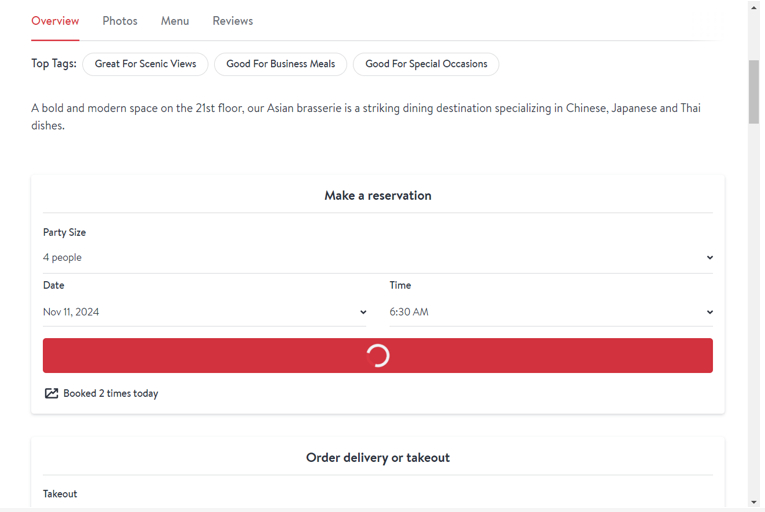 Overview Photos Menu Reviews
Top Tags: Great For Scenic Views Good For Business Meals Good For Special Occasions
A bold and modern space on the 21st floor, our Asian brasserie is a striking dining destination specializing in Chinese, Japanese and Thai
dishes.
Make a reservation
Party Size
4 people
Date Time
Nov 11, 2024 6:30 AM
Booked 2 times today
Order delivery or takeout
Takeout